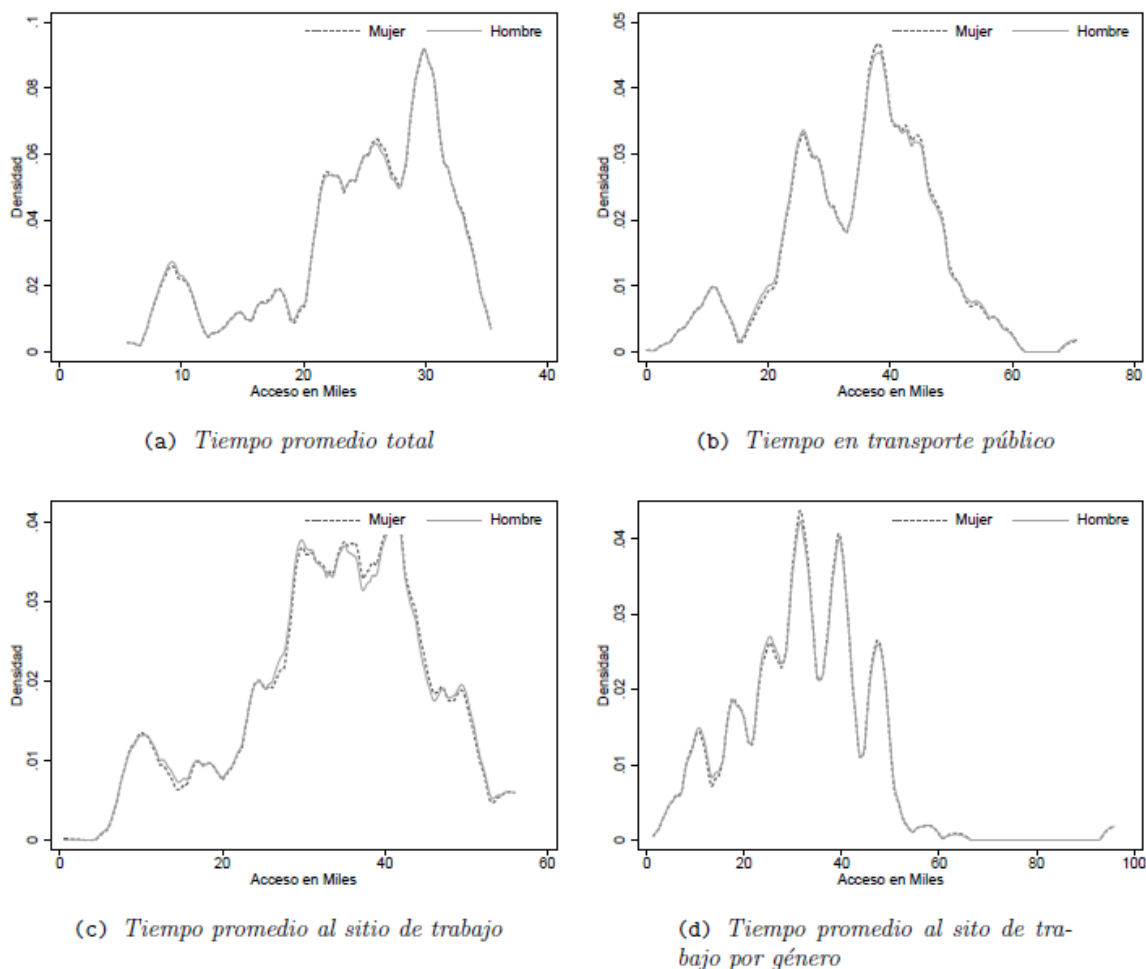 Mujer Hombre
Densidad
0 .02 .04 .06 .08 .1
0 10 20 30 40
Acceso en Miles
(a) Tiempo promedio total
Mujer Hombre
Densidad
0 .01 .02 .03 .04 .05
0 20 40 60 80
Acceso en Miles
(b) Tiempo en transporte público
Mujer Hombre
Densidad
0 .01 .02 .03 .04
0 20 40 60
Acceso en Miles
(c) Tiempo promedio al sitio de trabajo
Mujer Hombre
Densidad
0 .01 .02 .03 .04
0 20 40 60 80 100
Acceso en Miles
(d) Tiempo promedio al sito de tra-
bajo por género